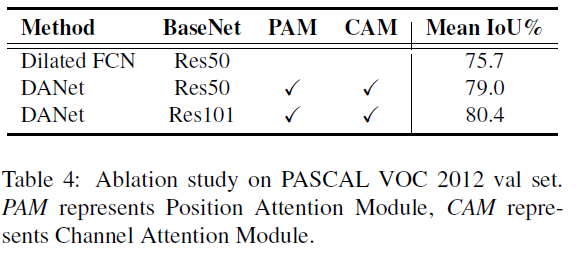 Method BaseNet PAM CAM Mean IoU%
Dilated FCN Res50 75.7
DANet Res50 ✓ ✓ 79.0
DANet Res101 ✓ ✓ 80.4
Table 4: Ablation study on PASCAL VOC 2012 val set.
PAM represents Position Attention Module, CAM repre-
sents Channel Attention Module.